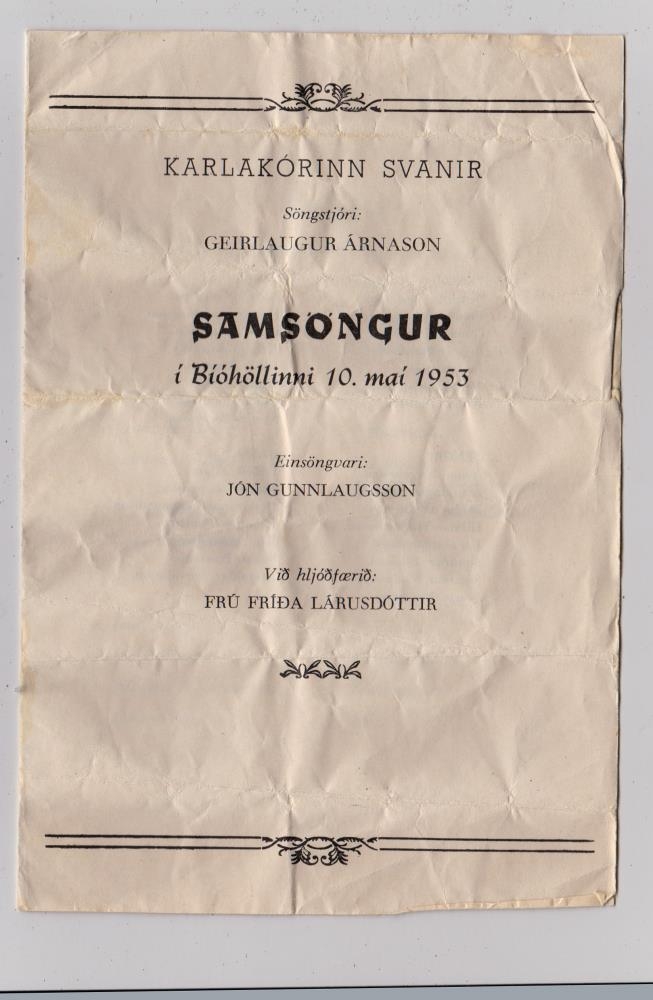 KARLAKÓRINN SVANIR
Söngstjóri:
GEIRLAUGUR ÁRNASON
SAMSÖNGUR
í Bíóhöllinni 10. maí 1953
Einsöngvari:
JÓN GUNNLAUGSSON
Við hljóðfærið:
FRÚ FRÍÐA LÁRUSDÓTTIR